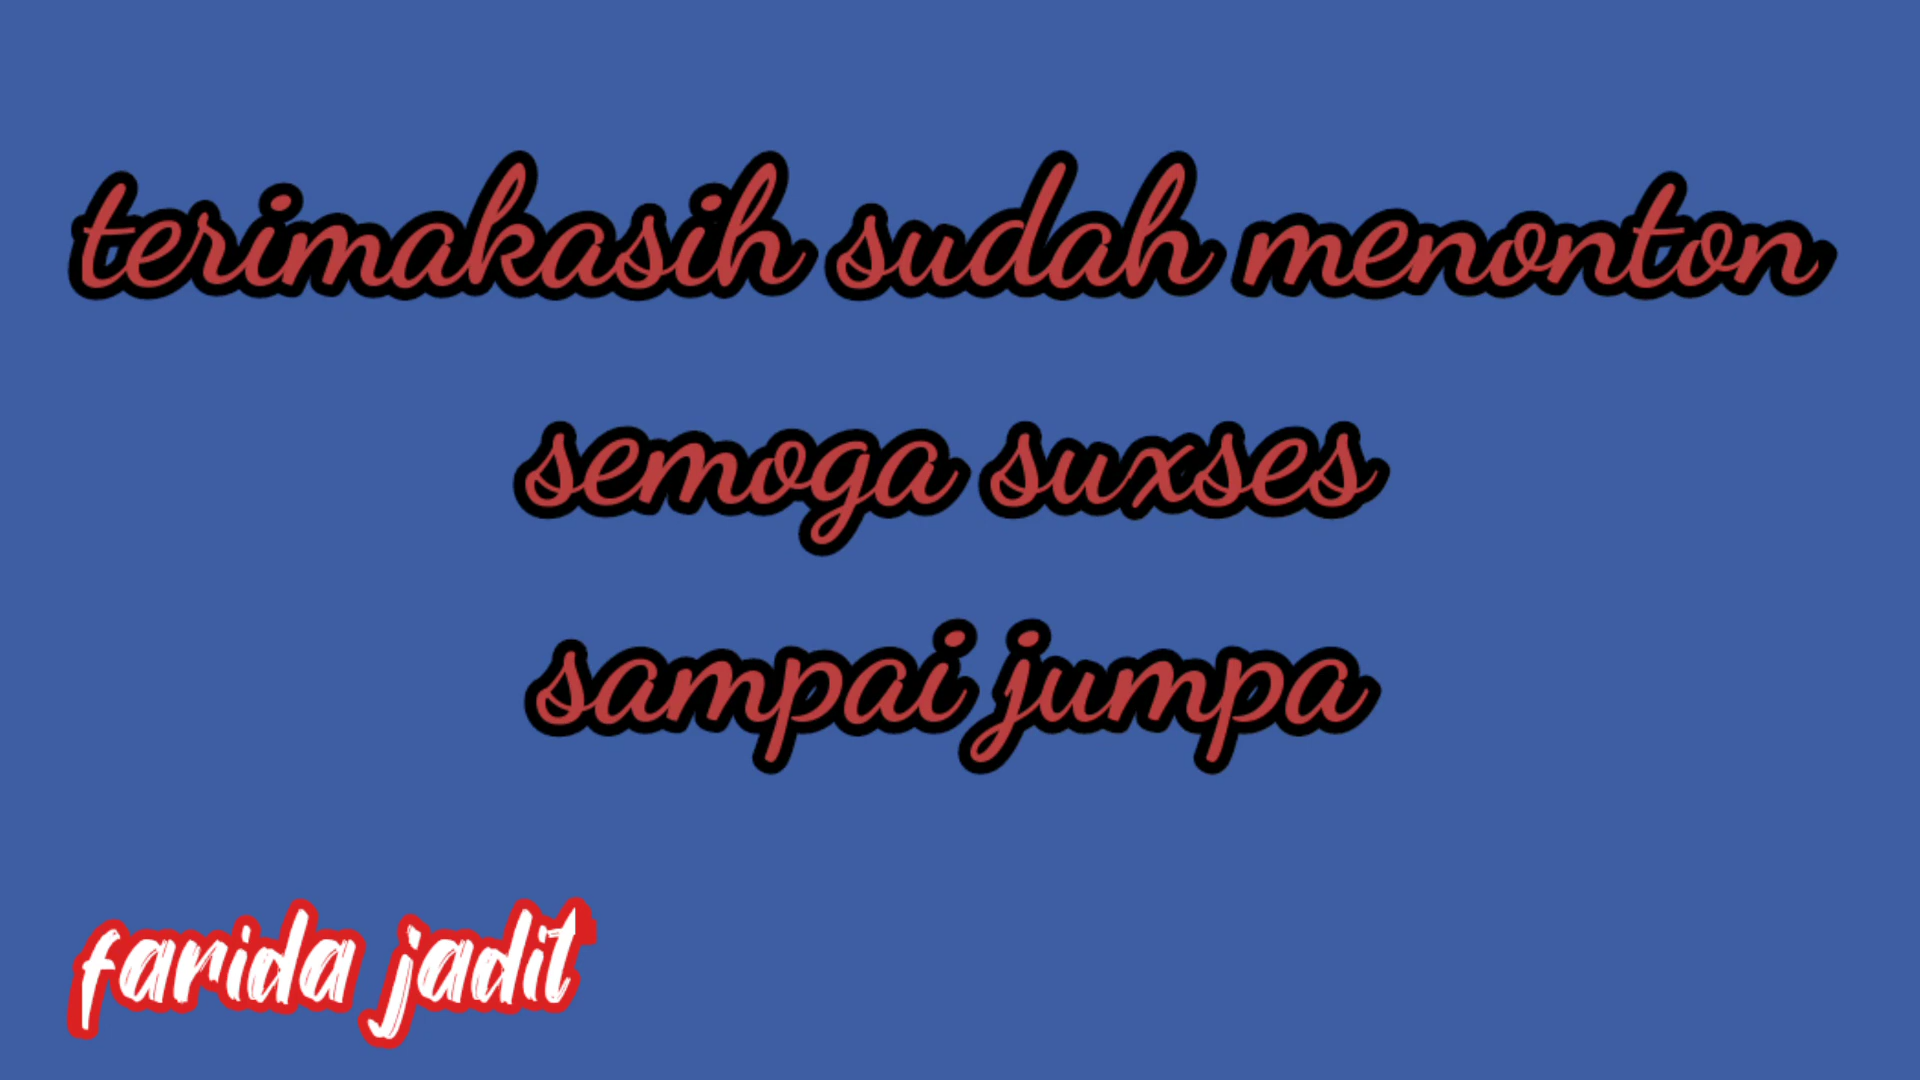 terimakasih sudah menonton
semoga suxses
sampai jumpa
farida jadit